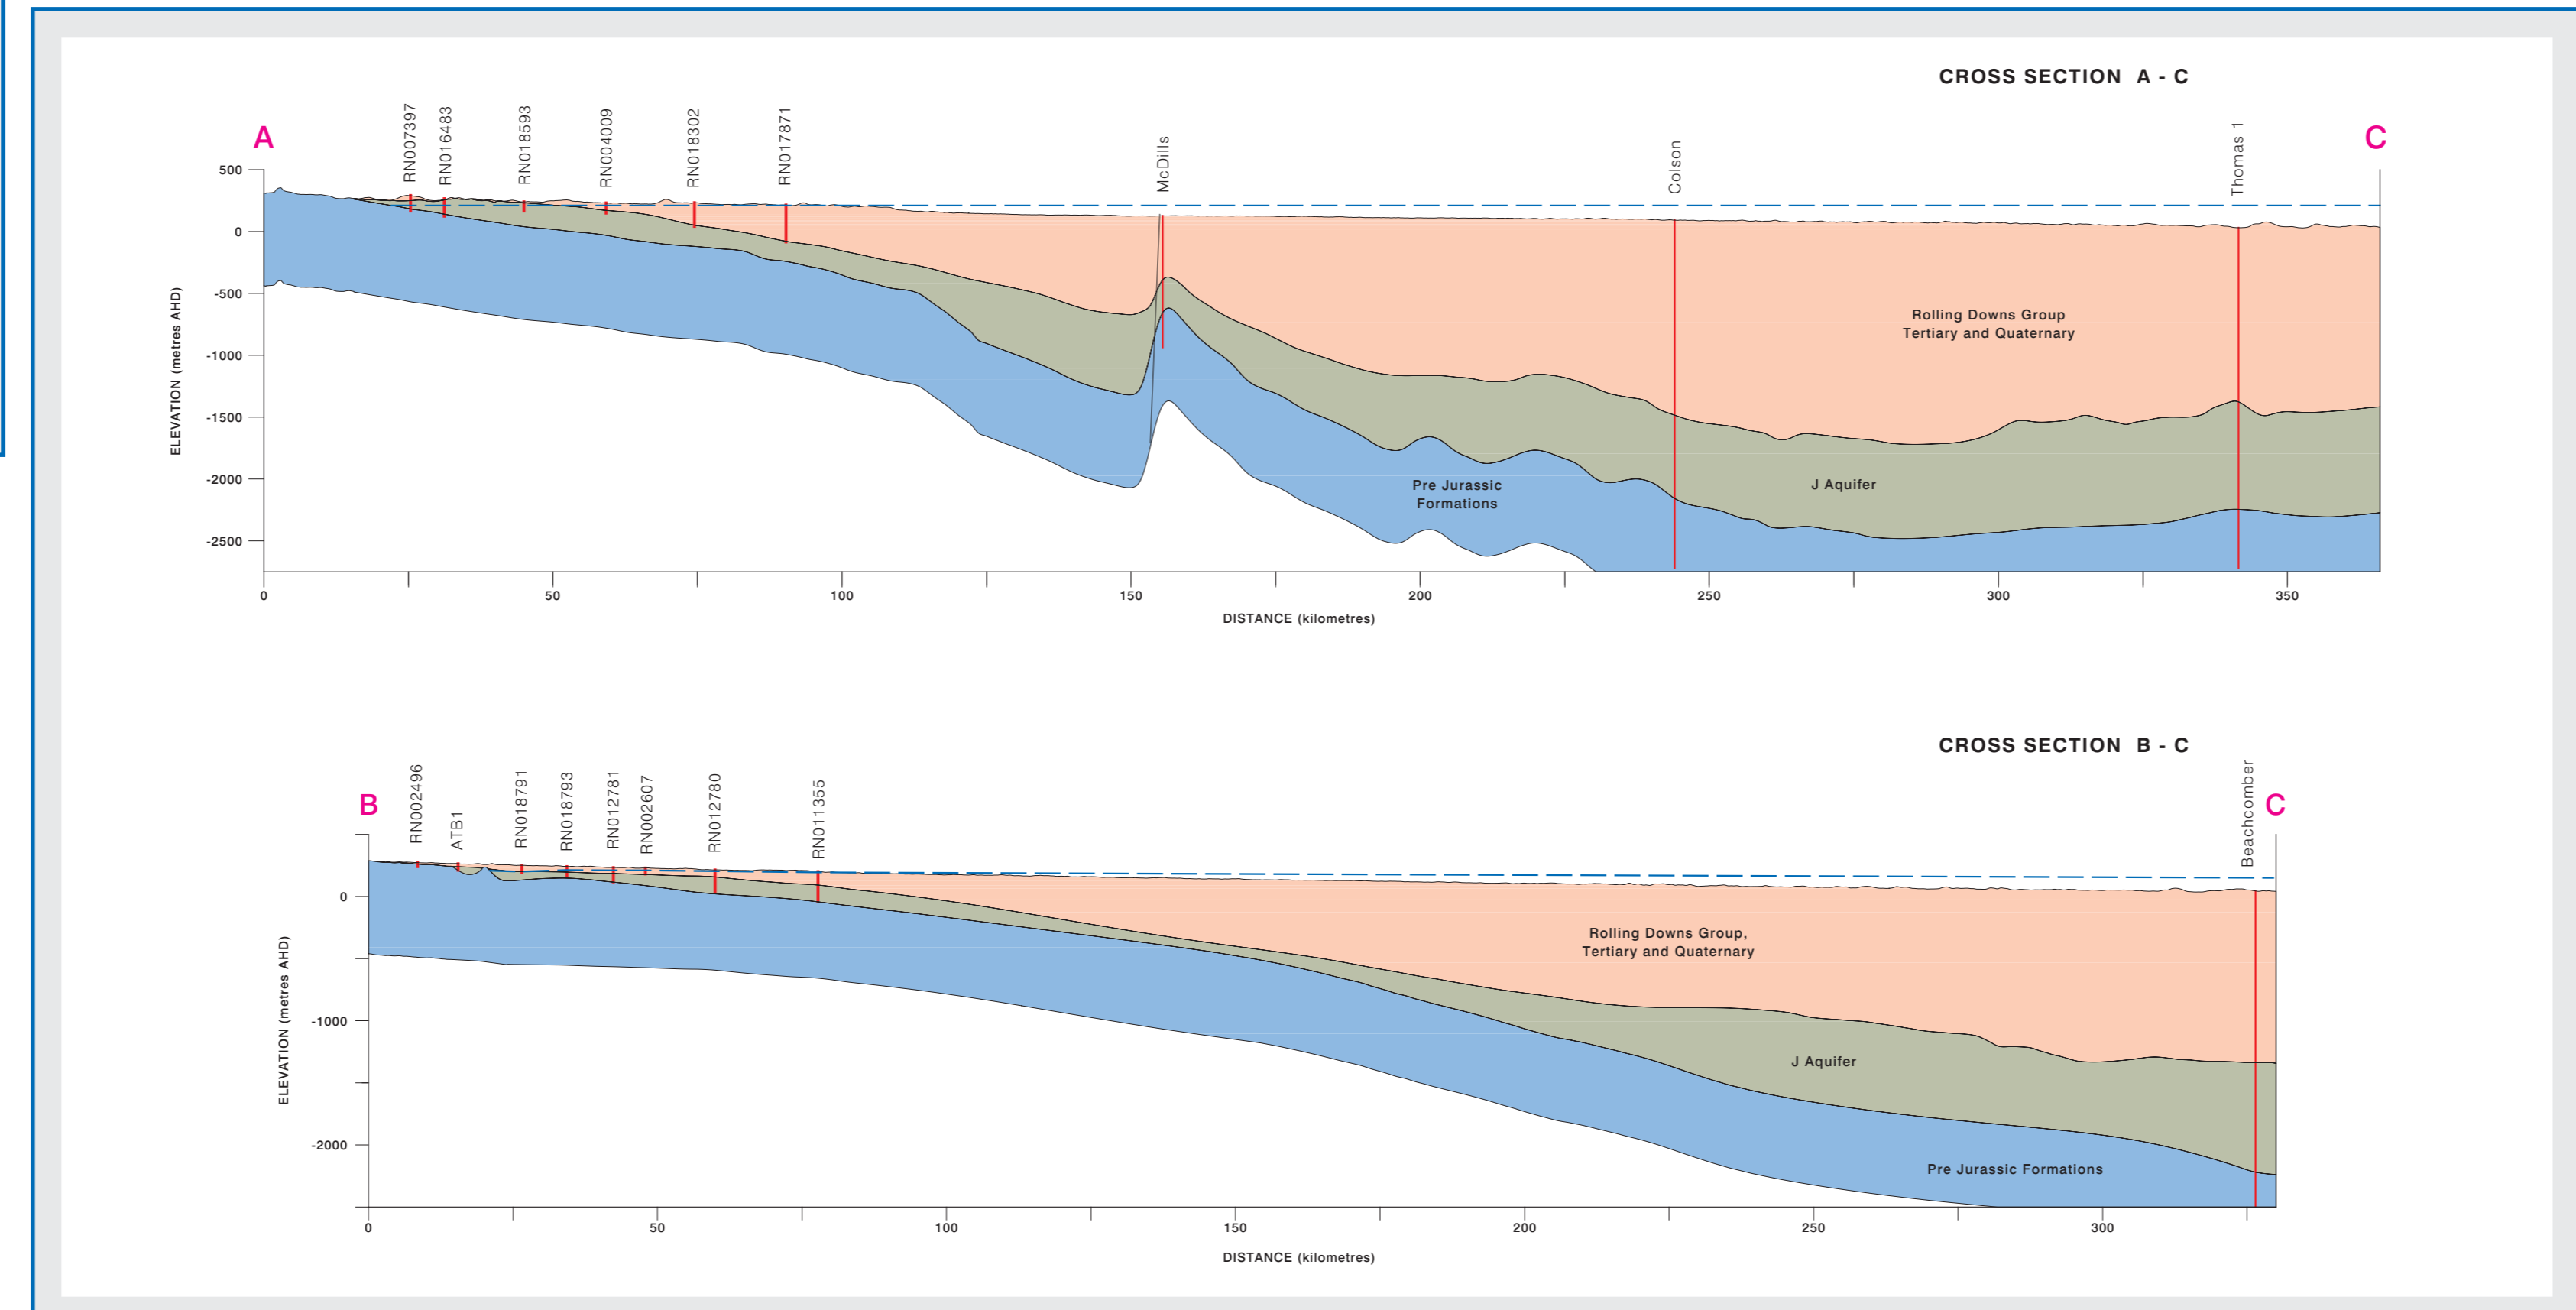 CROSS SECTION A - C
A
RN007397
RN016483
RN018593
RN004009
RN018302
RN017871
McDills
Colson
Thomas 1
C
500
0
-500
-1000
-1500
-2000
-2500
ELEVATION (metres AHD)
Rolling Downs Group
Tertiary and Quaternary
J Aquifer
Pre Jurassic
Formations
0 50 100 150 200 250 300 350
DISTANCE (kilometres)
CROSS SECTION B - C
B
RN002496
ATB1
RN018791
RN018793
RN012781
RN002607
RN012780
RN011355
Beachcomber
C
0
-1000
-2000
ELEVATION (metres AHD)
Rolling Downs Group,
Tertiary and Quaternary
J Aquifer
Pre Jurassic Formations
0 50 100 150 200 250 300
DISTANCE (kilometres)